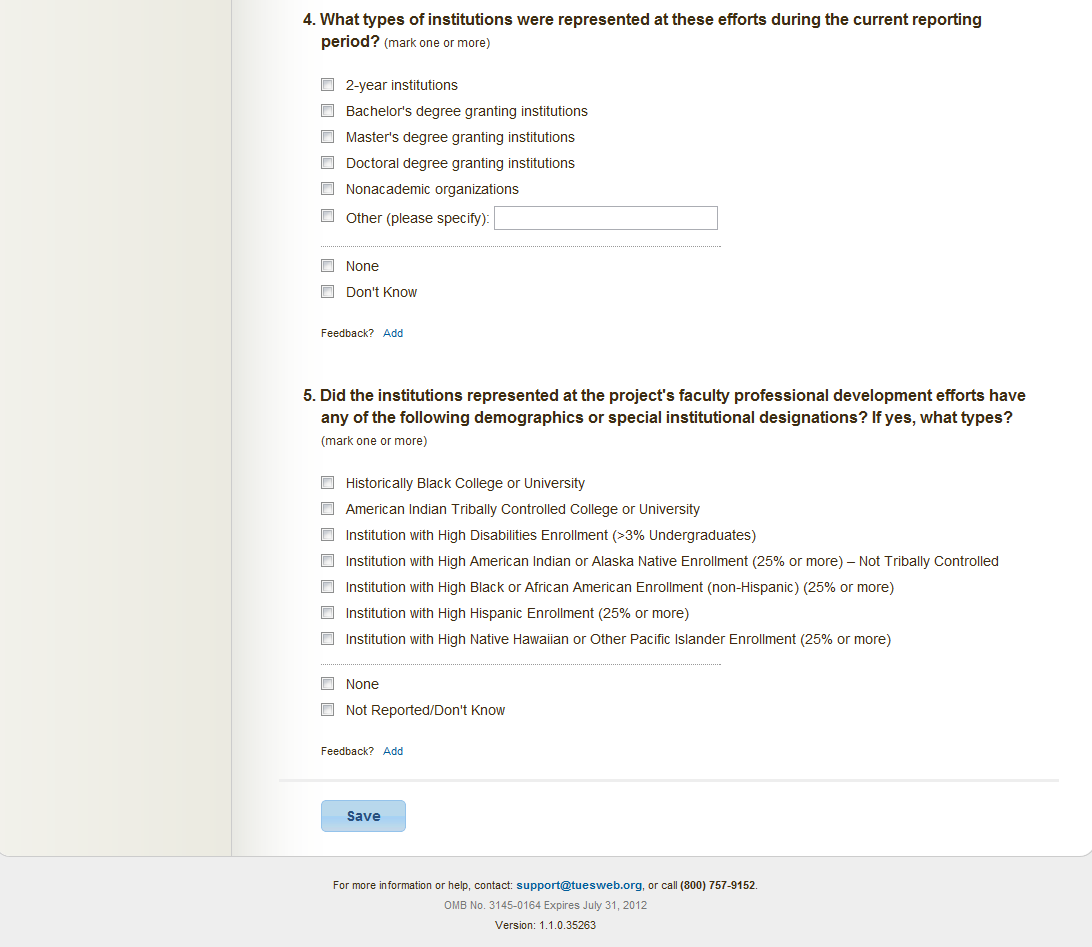 4. What types of institutions were represented at these efforts during the current reporting
period? (mark one or more)
2-year institutions
Bachelor's degree granting institutions
Master's degree granting institutions
Doctoral degree granting institutions
Nonacademic organizations
Other (please specify):
None
Don't Know
Feedback? Add
5. Did the institutions represented at the project's faculty professional development efforts have
any of the following demographics or special institutional designations? If yes, what types?
(mark one or more)
Historically Black College or University
American Indian Tribally Controlled College or University
Institution with High Disabilities Enrollment (>3% Undergraduates)
Institution with High American Indian or Alaska Native Enrollment (25% or more) – Not Tribally Controlled
Institution with High Black or African American Enrollment (non-Hispanic) (25% or more)
Institution with High Hispanic Enrollment (25% or more)
Institution with High Native Hawaiian or Other Pacific Islander Enrollment (25% or more)
None
Not Reported/Don't Know
Feedback? Add
Save
For more information or help, contact: support@tuesweb.org, or call (800) 757-9152.
OMB No. 3145-0164 Expires July 31, 2012
Version: 1.1.0.35263